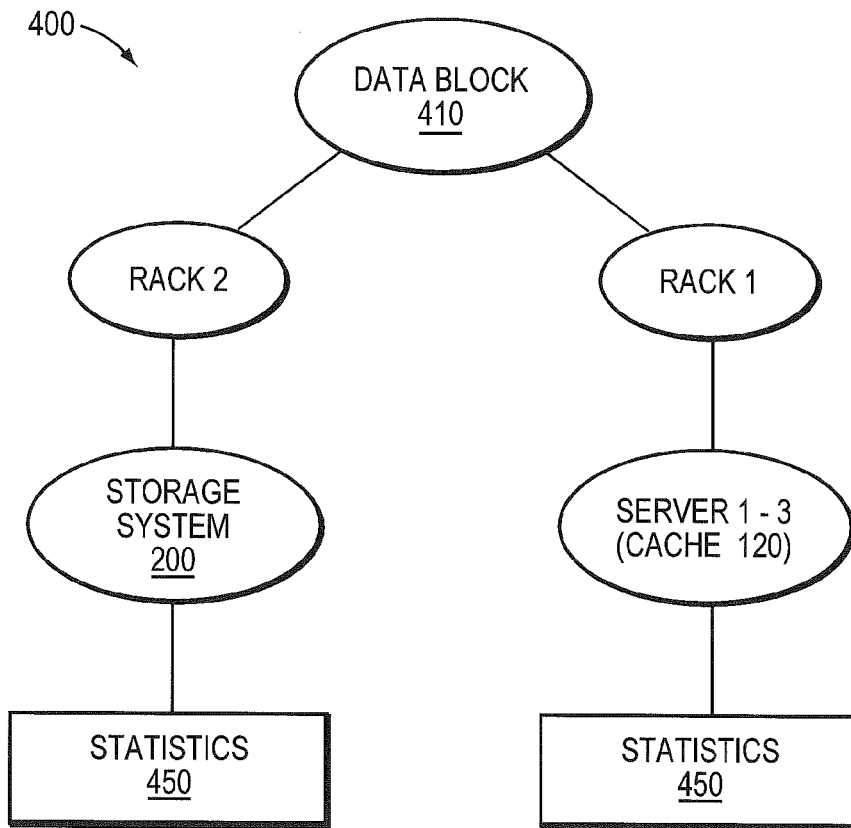 400
DATA BLOCK
410
RACK 2
RACK 1
STORAGE
SYSTEM
200
SERVER 1 - 3
(CACHE 120)
STATISTICS
450
STATISTICS
450